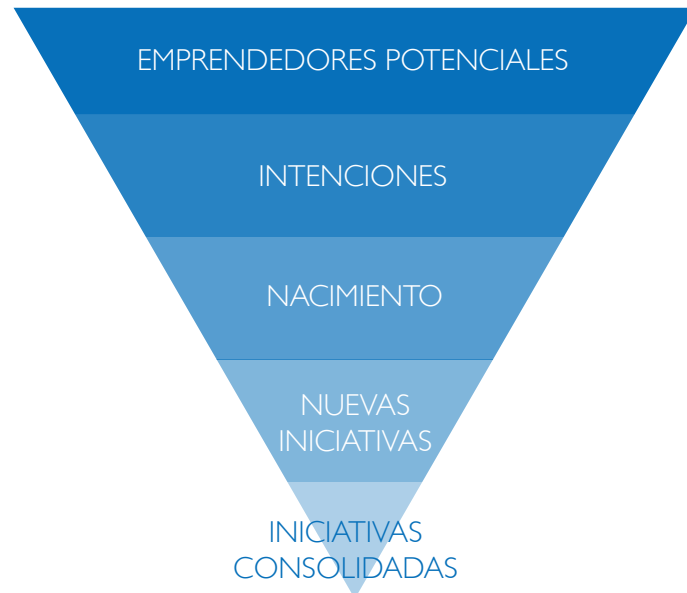 EMPRENDEDORES POTENCIALES
INTENCIONES
NACIMIENTO
NUEVAS
INICIATIVAS
INICIATIVAS
CONSOLIDADAS